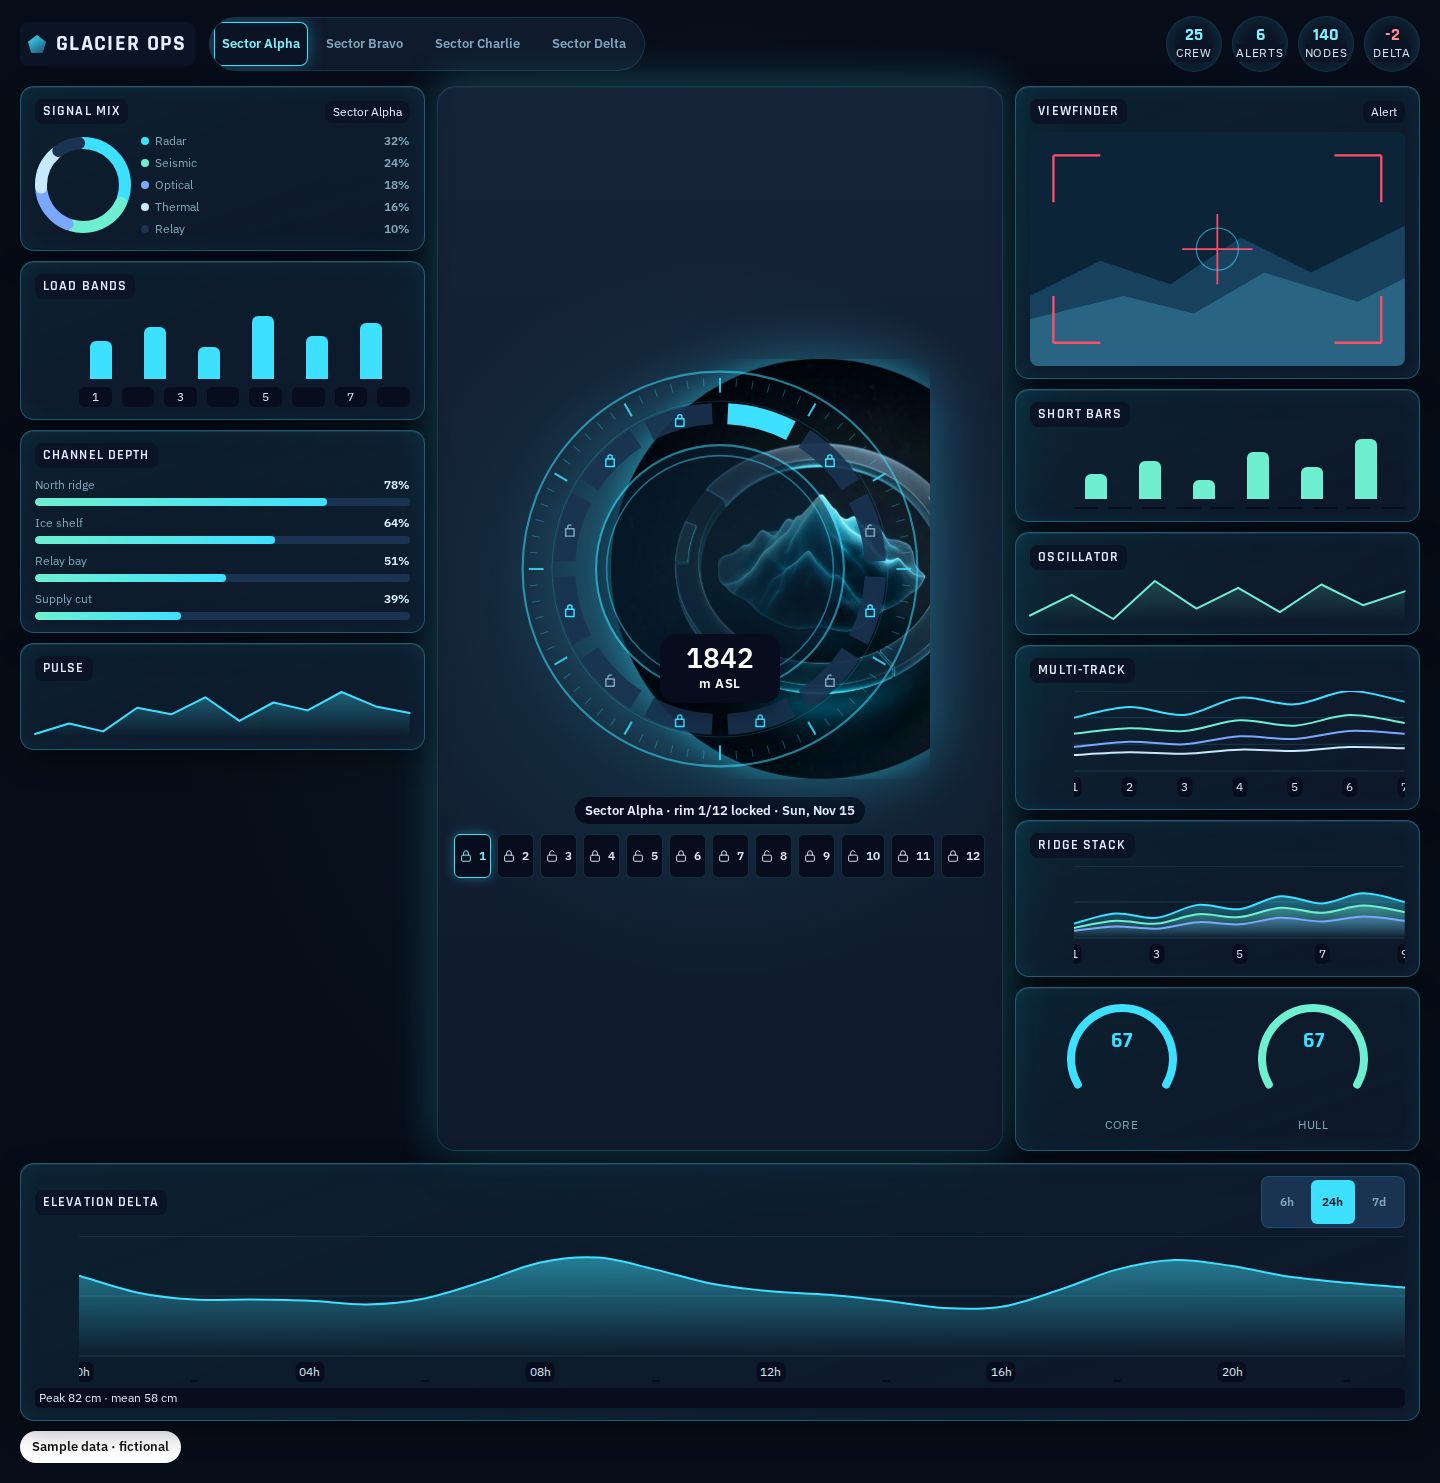 GLACIER OPS
Sector Alpha
Sector Bravo
Sector Charlie
Sector Delta
25
CREW
6
ALERTS
140
NODES
-2
DELTA
SIGNAL MIX
Sector Alpha
Radar 32%
Seismic 24%
Optical 18%
Thermal 16%
Relay 10%
LOAD BANDS
1 3 5 7
CHANNEL DEPTH
North ridge 78%
Ice shelf 64%
Relay bay 51%
Supply cut 39%
PULSE
1842
m ASL
Sector Alpha · rim 1/12 locked · Sun, Nov 15
1 2 3 4 5 6 7 8 9 10 11 12
VIEWFINDER
Alert
SHORT BARS
OSCILLATOR
MULTI-TRACK
1 2 3 4 5 6 7
RIDGE STACK
1 3 5 7 9
67
CORE
67
HULL
ELEVATION DELTA
6h 24h 7d
0h 04h 08h 12h 16h 20h
Peak 82 cm · mean 58 cm
Sample data · fictional